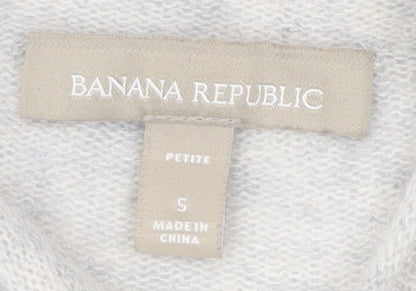 BANANA REPUBLIC
PETITE
S
MADE IN
CHINA